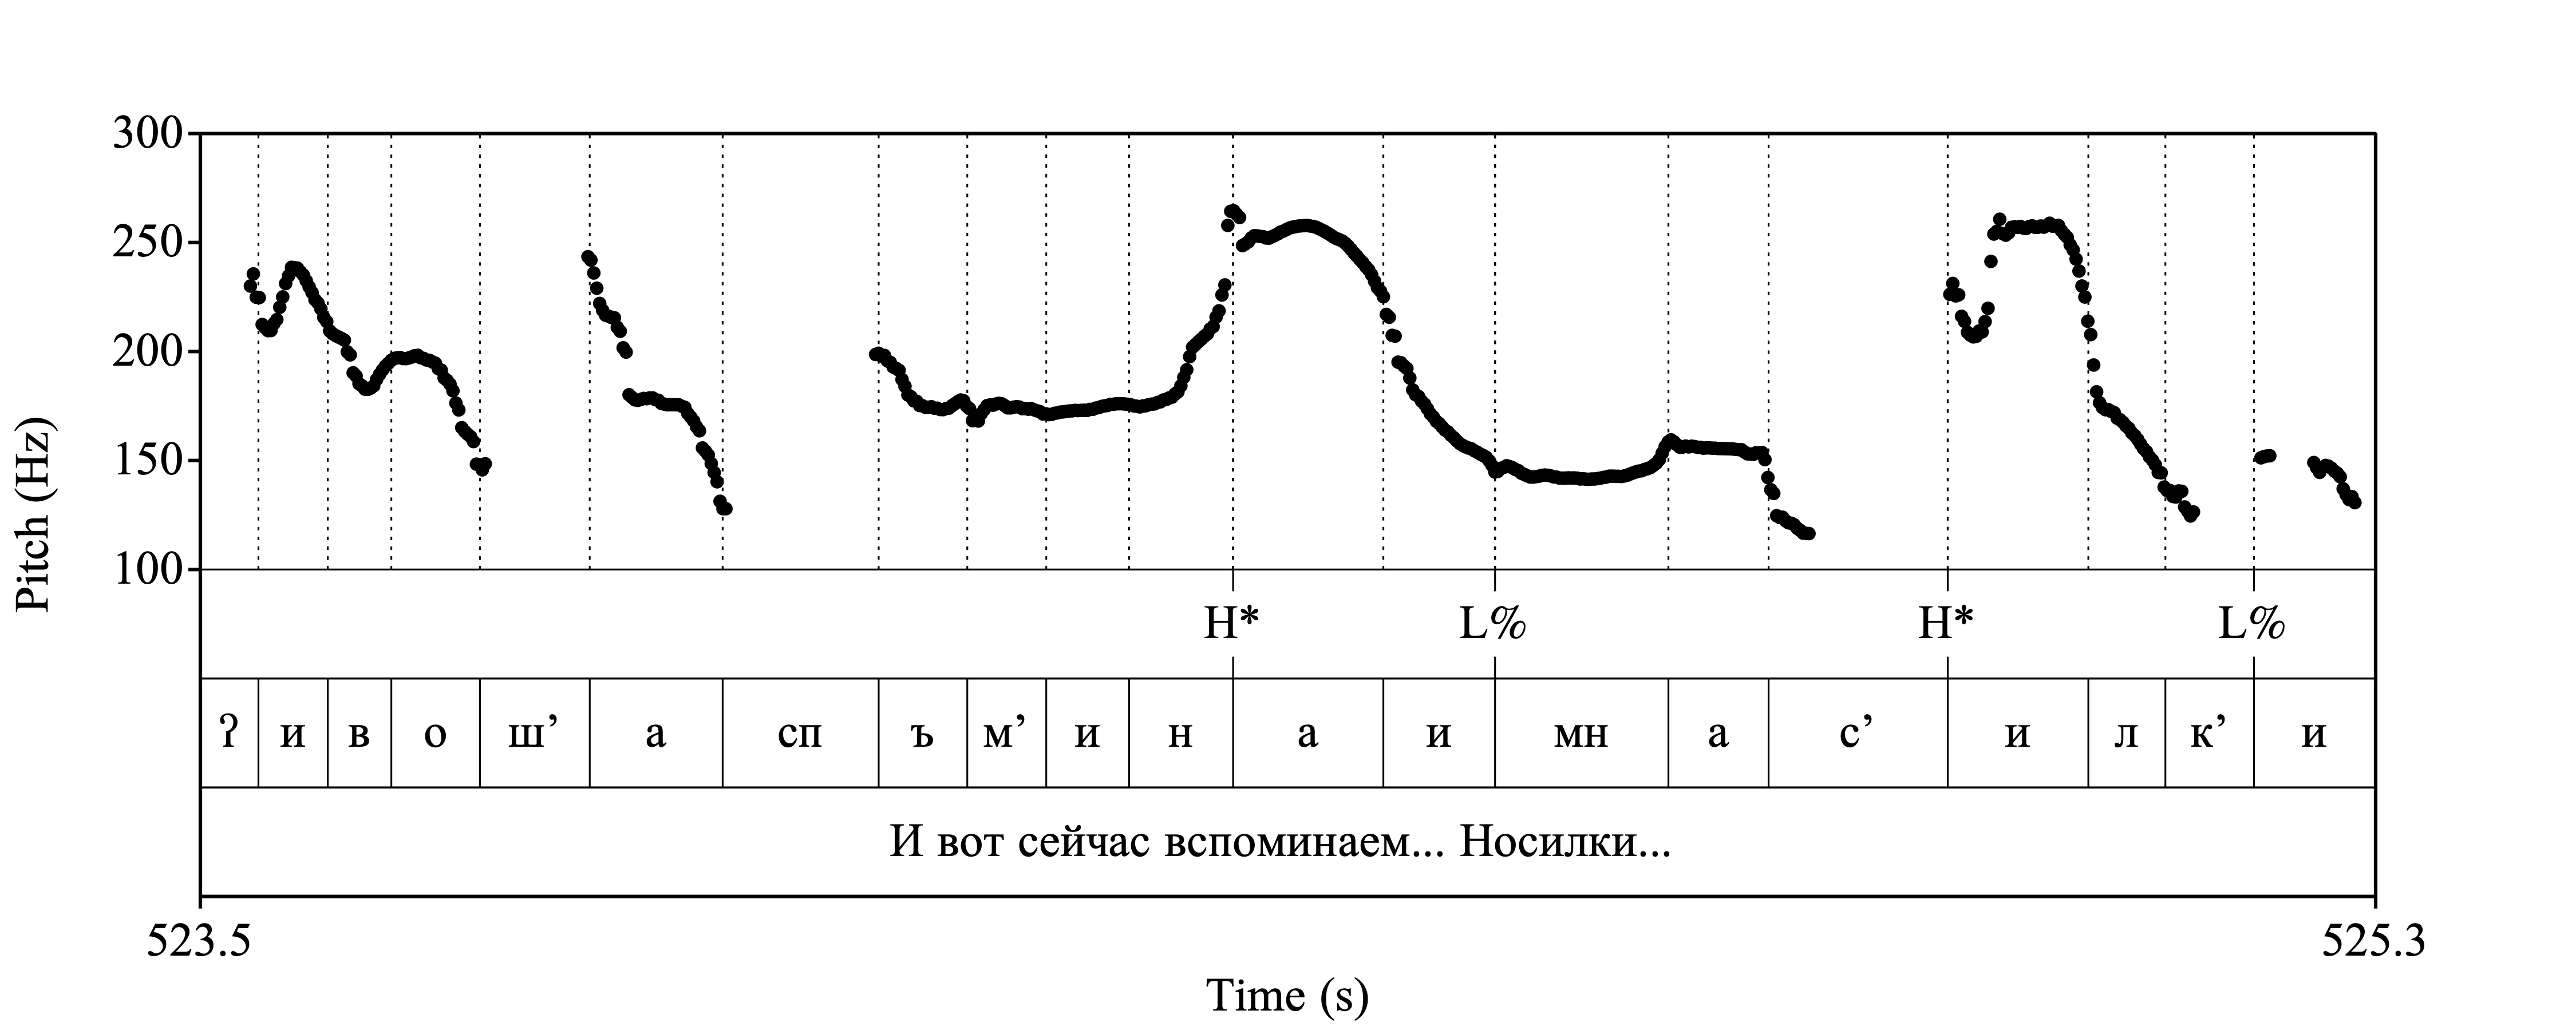 300
250
200
150
100
Pitch (Hz)
H* L% H* L%
ʔ и в о ш’ а сп ъ м’ и н а и мн а с’ и л к’ и
И вот сейчас вспоминаем... Носилки...
523.5 525.3
Time (s)